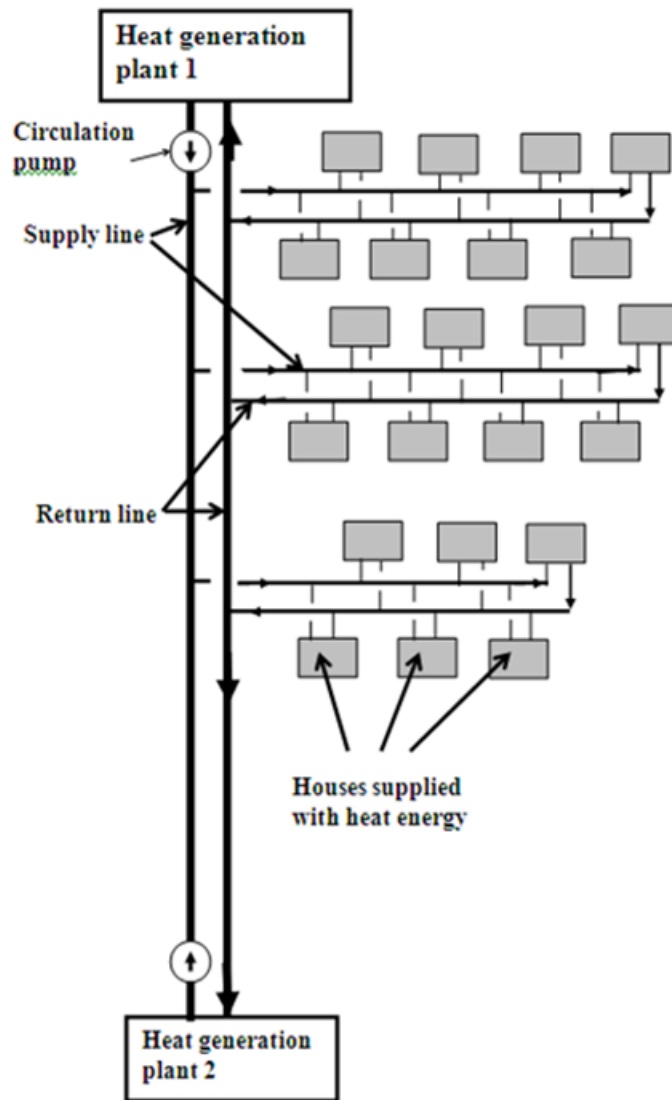 Heat generation
plant 1
Circulation
pump
Supply line
Return line
Houses supplied
with heat energy
Heat generation
plant 2